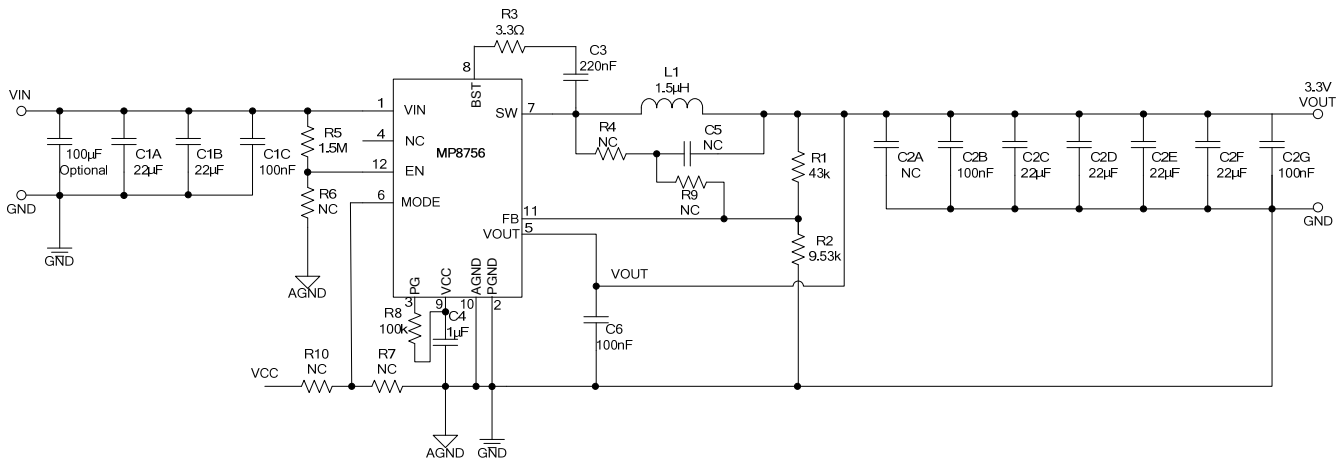 R3
3.3Ω
C3
220nF
8
BST
L1
1.5µH
3.3V
VOUT
VIN
1
VIN
SW
7
R4
NC
C5
NC
R5
1.5M
4
NC
MP8756
100µF
Optional
C1A
22µF
C1B
22µF
C1C
100nF
12
EN
R1
43k
C2A
NC
C2B
100nF
C2C
22µF
C2D
22µF
C2E
22µF
C2F
22µF
C2G
100nF
R9
NC
GND
R6
NC
6
MODE
FB
11
VOUT
5
GND
R2
9.53k
GND
AGND
VOUT
PG
VCC
AGND
PGND
3
9
10
2
R8
100k
C4
1µF
C6
100nF
R10
NC
R7
NC
VCC
AGND
GND